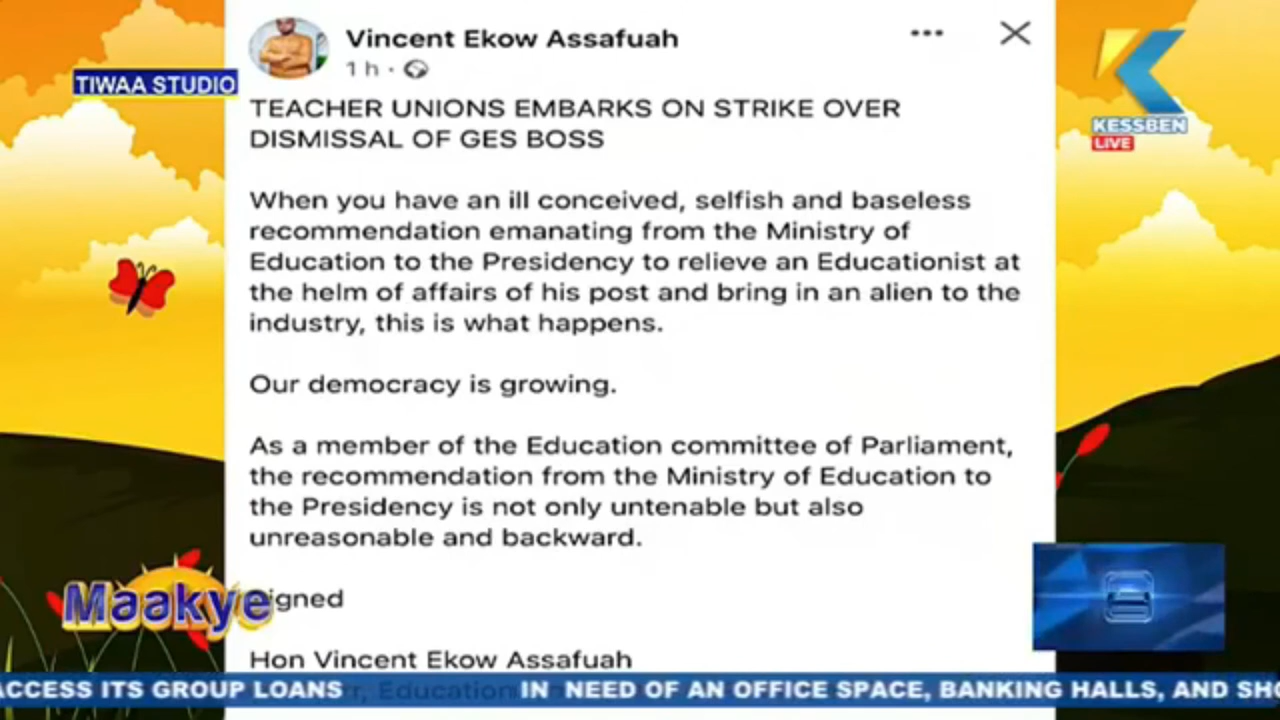 Vincent Ekow Assafuah
1 h
TIWAA STUDIO
KESSBEN
LIVE
TEACHER UNIONS EMBARKS ON STRIKE OVER
DISMISSAL OF GES BOSS
When you have an ill conceived, selfish and baseless
recommendation emanating from the Ministry of
Education to the Presidency to relieve an Educationist at
the helm of affairs of his post and bring in an alien to the
industry, this is what happens.
Our democracy is growing.
As a member of the Education committee of Parliament,
the recommendation from the Ministry of Education to
the Presidency is not only untenable but also
unreasonable and backward.
Maakye
igned
Hon Vincent Ekow Assafuah
Education
ACCESS ITS GROUP LOANS IN NEED OF AN OFFICE SPACE, BANKING HALLS, AND